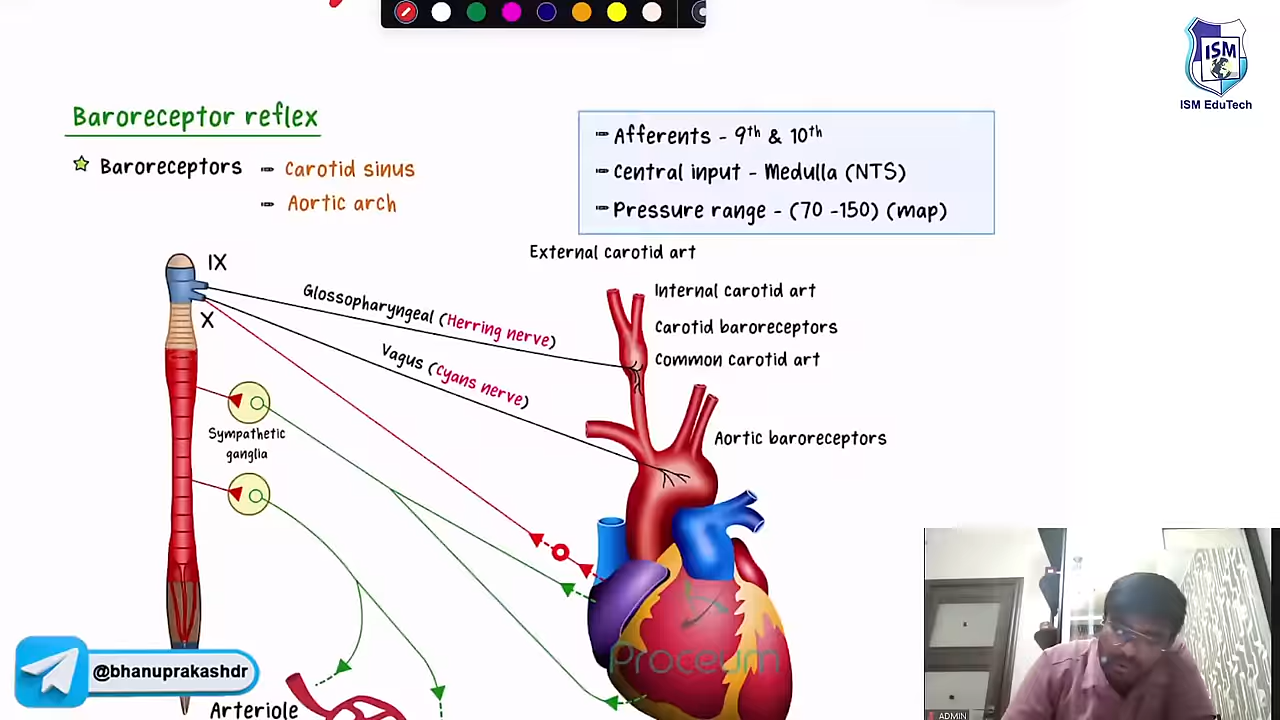 ISM
ISM EduTech
Baroreceptor reflex
Baroreceptors
Carotid sinus
Aortic arch
Afferents - 9th & 10th
Central input - Medulla (NTS)
Pressure range - (70 -150) (map)
External carotid art
IX
Internal carotid art
Glossopharyngeal (Herring nerve)
X
Carotid baroreceptors
Vagus (Cyans nerve)
Common carotid art
Sympathetic
ganglia
Aortic baroreceptors
Proceum
@bhanuprakashdr
Arteriole
ADMIN